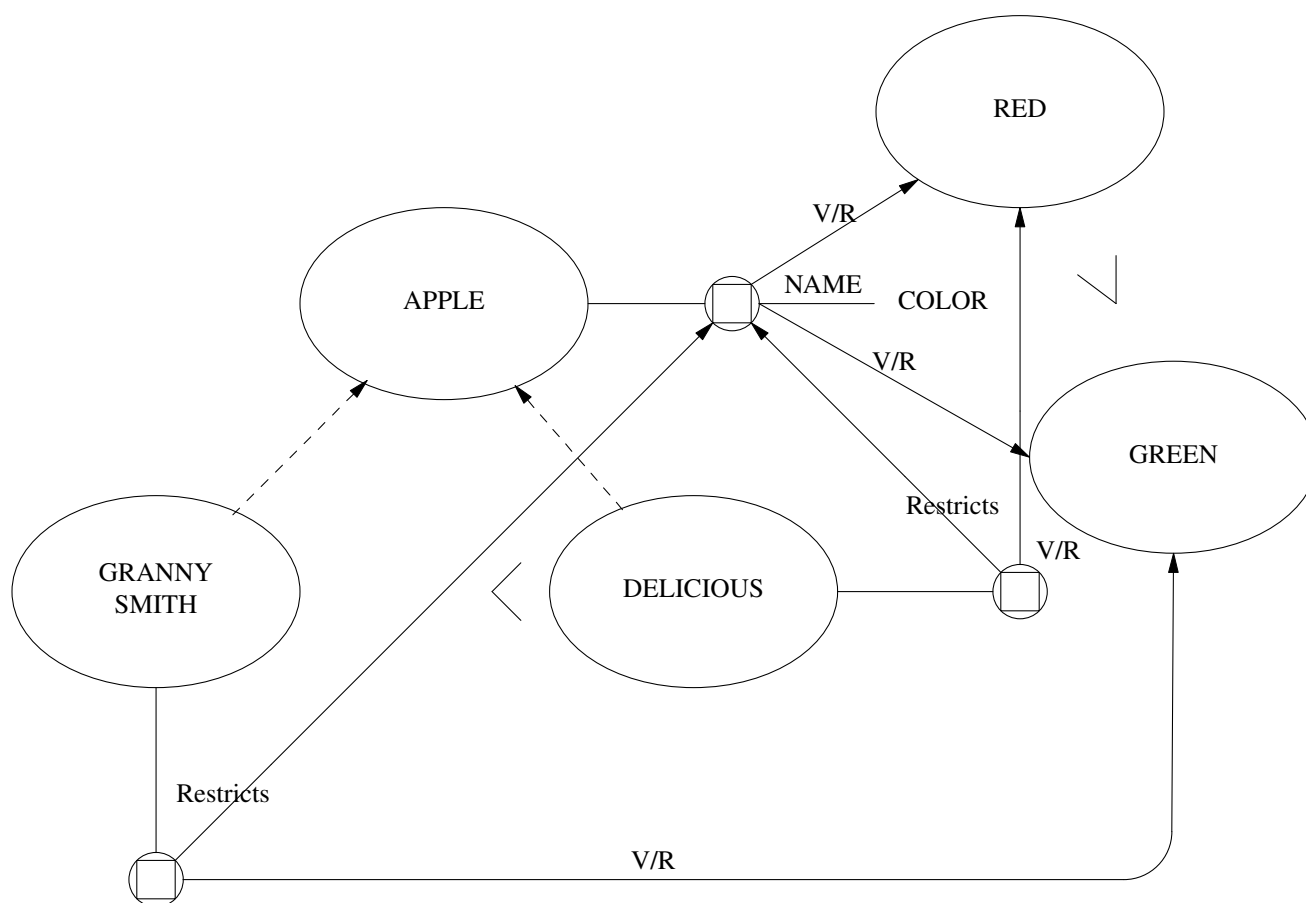 RED
V/R
APPLE
NAME
COLOR
V/R
GREEN
Restricts
V/R
GRANNY
SMITH
DELICIOUS
Restricts
V/R